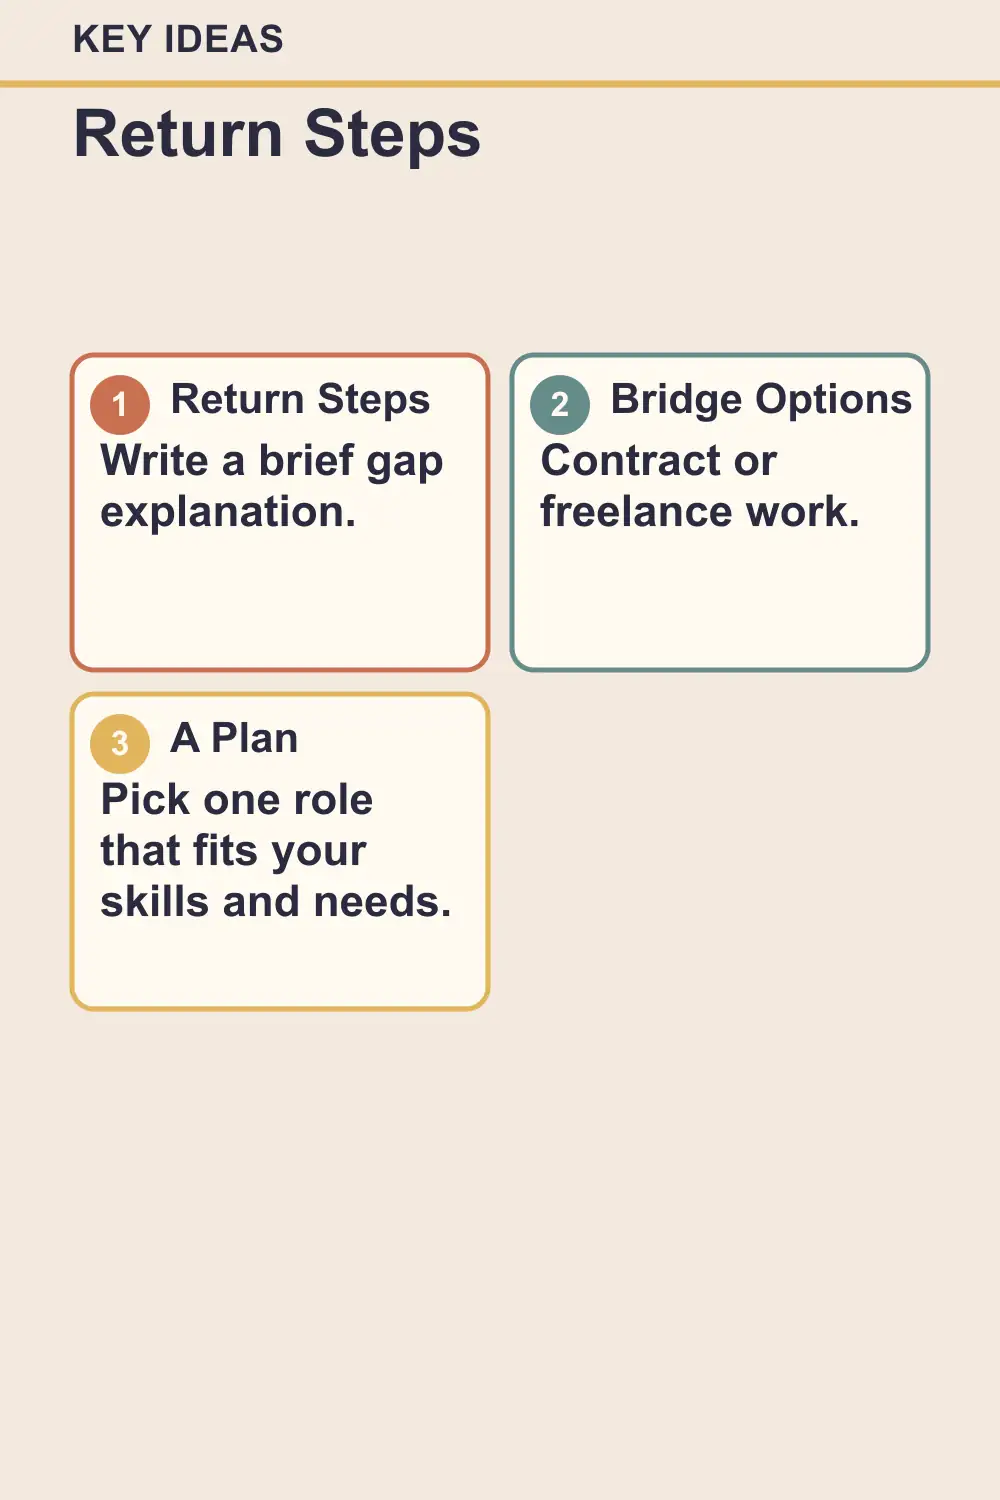 KEY IDEAS
Return Steps
1 Return Steps
Write a brief gap
explanation.
2 Bridge Options
Contract or
freelance work.
3 A Plan
Pick one role
that fits your
skills and needs.